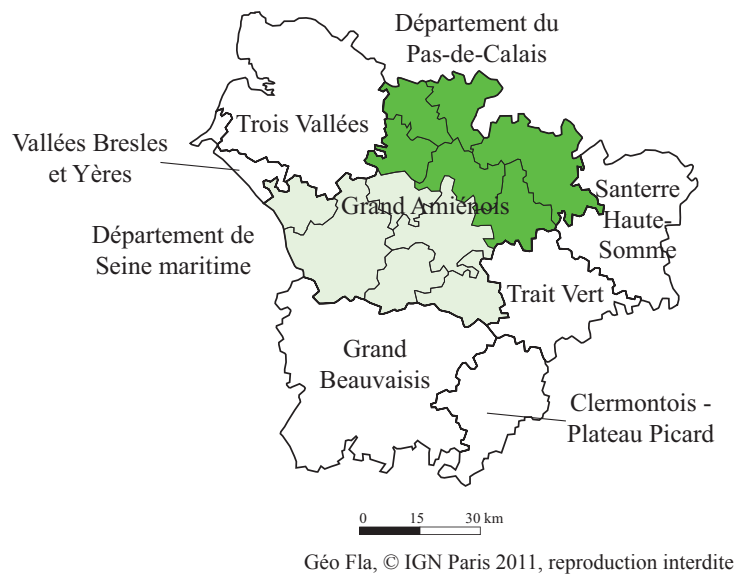 Département du
Pas-de-Calais
Trois Vallées
Vallées Bresles
et Yères
Santerre
Haute-
Somme
Grand Amiénois
Département de
Seine maritime
Trait Vert
Grand
Beauvaisis
Clermontois -
Plateau Picard
0 15 30 km
Géo Fla, © IGN Paris 2011, reproduction interdite